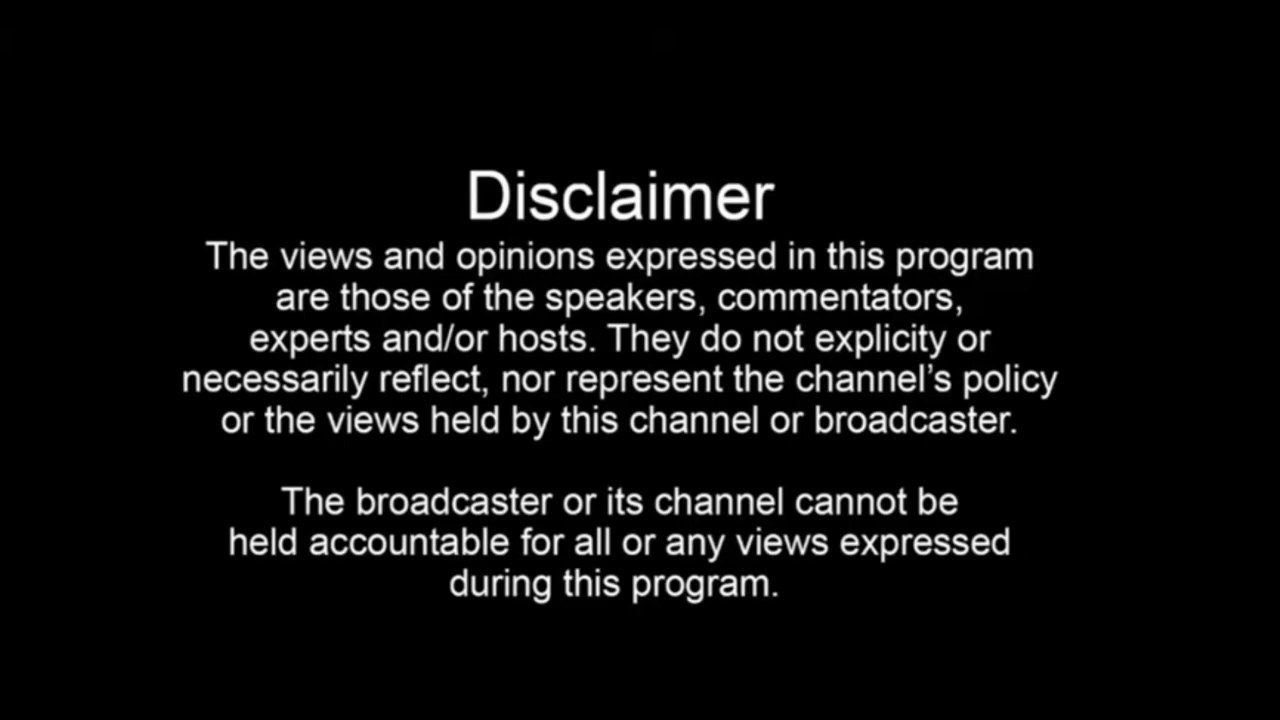 Disclaimer
The views and opinions expressed in this program
are those of the speakers, commentators,
experts and/or hosts. They do not explicity or
necessarily reflect, nor represent the channel's policy
or the views held by this channel or broadcaster.
The broadcaster or its channel cannot be
held accountable for all or any views expressed
during this program.